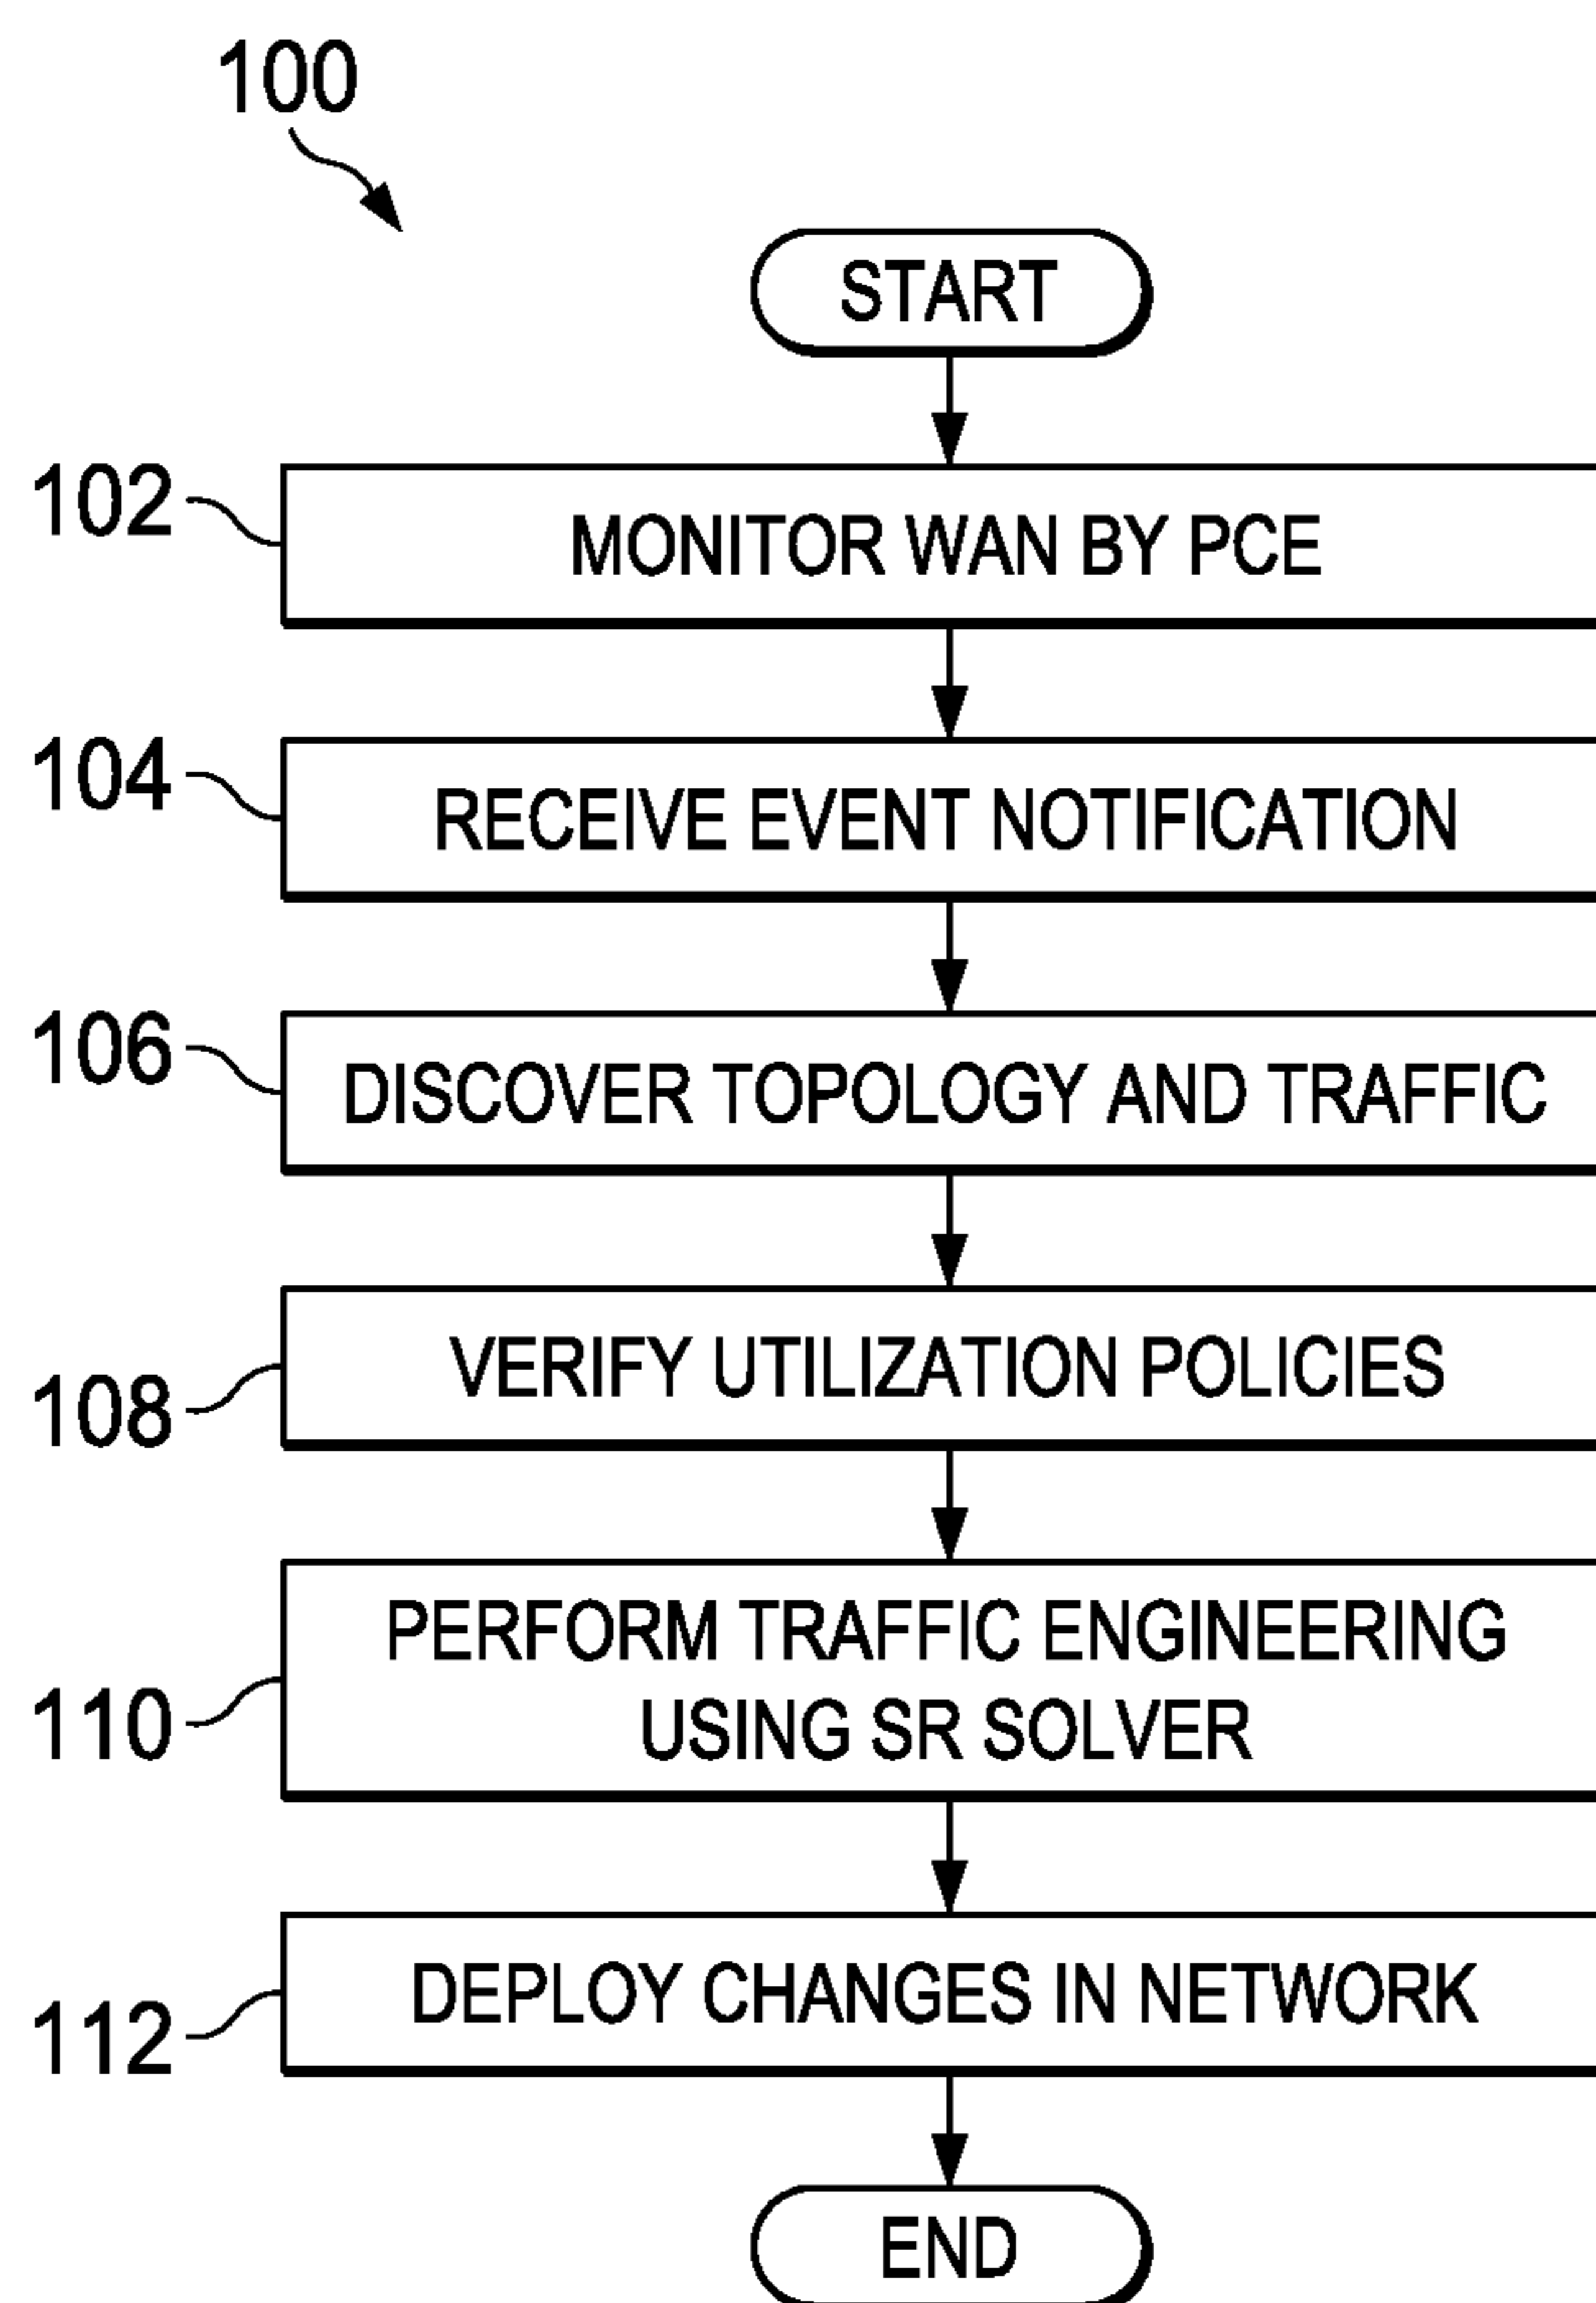 100
START
102
MONITOR WAN BY PCE
104
RECEIVE EVENT NOTIFICATION
106
DISCOVER TOPOLOGY AND TRAFFIC
108
VERIFY UTILIZATION POLICIES
110
PERFORM TRAFFIC ENGINEERING
USING SR SOLVER
112
DEPLOY CHANGES IN NETWORK
END